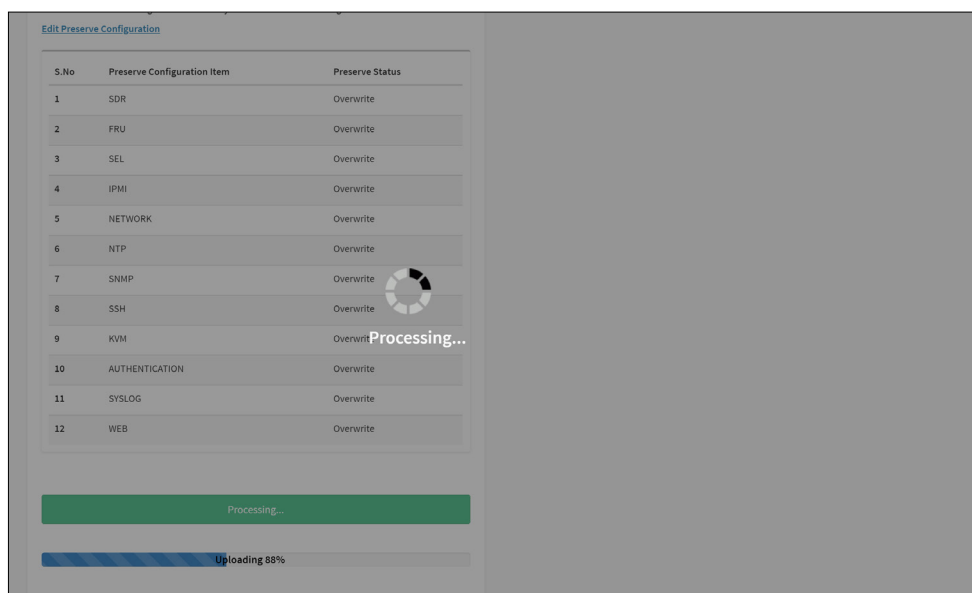 Edit Preserve Configuration
S.No Preserve Configuration Item Preserve Status
1 SDR Overwrite
2 FRU Overwrite
3 SEL Overwrite
4 IPMI Overwrite
5 NETWORK Overwrite
6 NTP Overwrite
7 SNMP Overwrite
8 SSH Overwrite
9 KVM Overwrit
Processing...
10 AUTHENTICATION Overwrite
11 SYSLOG Overwrite
12 WEB Overwrite
Processing...
Uploading 88%